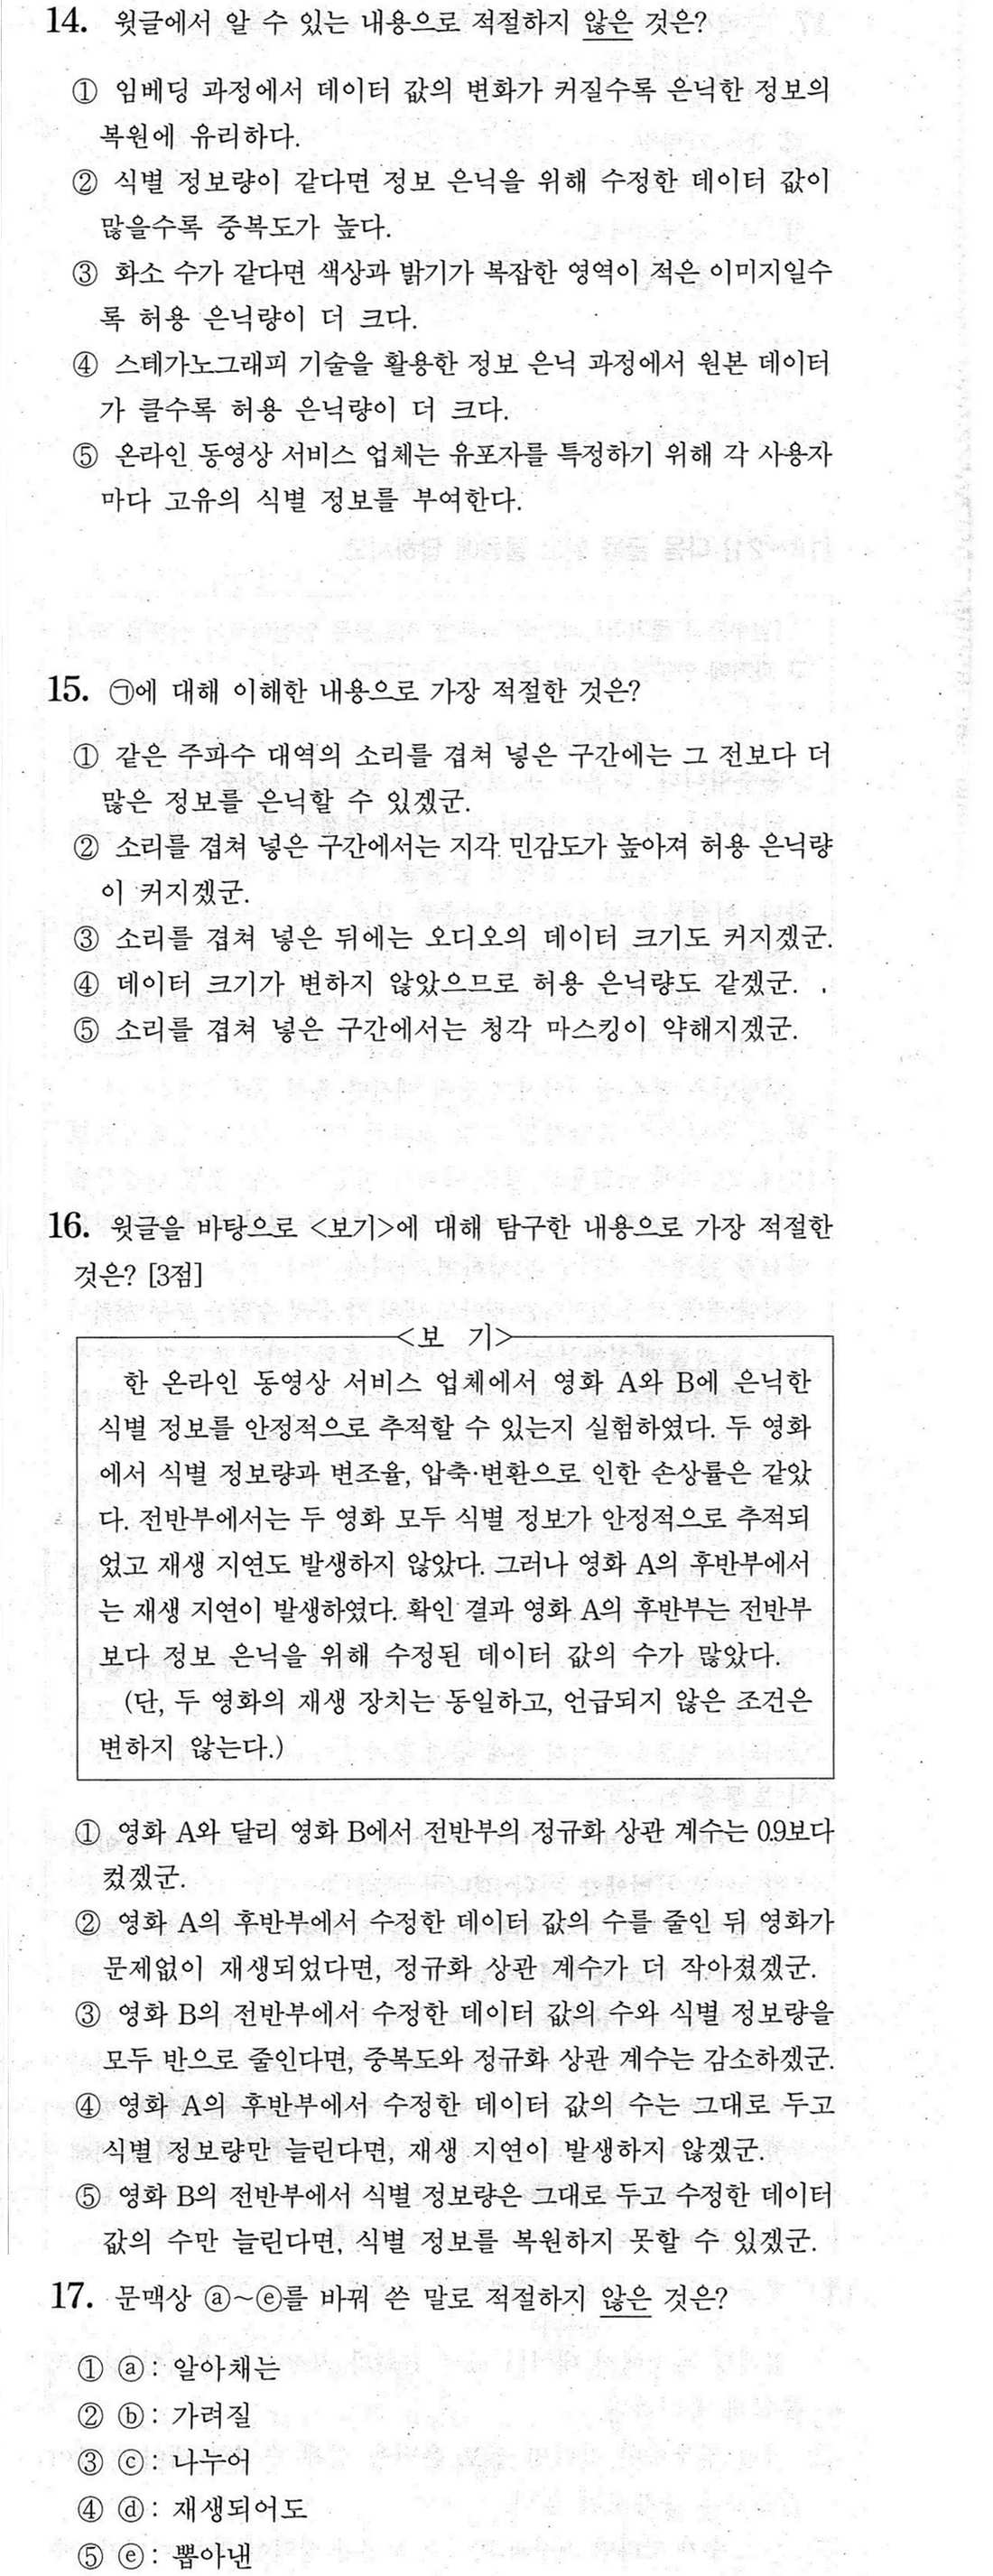 14. 윗글에서 알 수 있는 내용으로 적절하지 않은 것은?
① 임베딩 과정에서 데이터 값의 변화가 커질수록 은닉한 정보의
복원에 유리하다.
② 식별 정보량이 같다면 정보 은닉을 위해 수정한 데이터 값이
많을수록 중복도가 높다.
③ 화소 수가 같다면 색상과 밝기가 복잡한 영역이 적은 이미지일수
록 허용 은닉량이 더 크다.
④ 스테가노그래피 기술을 활용한 정보 은닉 과정에서 원본 데이터
가 클수록 허용 은닉량이 더 크다.
⑤ 온라인 동영상 서비스 업체는 유포자를 특정하기 위해 각 사용자
마다 고유의 식별 정보를 부여한다.
15. ㉠에 대해 이해한 내용으로 가장 적절한 것은?
① 같은 주파수 대역의 소리를 겹쳐 넣은 구간에는 그 전보다 더
많은 정보를 은닉할 수 있겠군.
② 소리를 겹쳐 넣은 구간에서는 지각 민감도가 높아져 허용 은닉량
이 커지겠군.
③ 소리를 겹쳐 넣은 뒤에는 오디오의 데이터 크기도 커지겠군.
④ 데이터 크기가 변하지 않았으므로 허용 은닉량도 같겠군.
⑤ 소리를 겹쳐 넣은 구간에서는 청각 마스킹이 약해지겠군.
16. 윗글을 바탕으로 <보기>에 대해 탐구한 내용으로 가장 적절한
것은? [3점]
<보 기>
한 온라인 동영상 서비스 업체에서 영화 A와 B에 은닉한
식별 정보를 안정적으로 추적할 수 있는지 실험하였다. 두 영화
에서 식별 정보량과 변조율, 압축·변환으로 인한 손상률은 같았
다. 전반부에서는 두 영화 모두 식별 정보가 안정적으로 추적되
었고 재생 지연도 발생하지 않았다. 그러나 영화 A의 후반부에서
는 재생 지연이 발생하였다. 확인 결과 영화 A의 후반부는 전반부
보다 정보 은닉을 위해 수정된 데이터 값의 수가 많았다.
(단, 두 영화의 재생 장치는 동일하고, 언급되지 않은 조건은
변하지 않는다.)
① 영화 A와 달리 영화 B에서 전반부의 정규화 상관 계수는 0.9보다
컸겠군.
② 영화 A의 후반부에서 수정한 데이터 값의 수를 줄인 뒤 영화가
문제없이 재생되었다면, 정규화 상관 계수가 더 작아졌겠군.
③ 영화 B의 전반부에서 수정한 데이터 값의 수와 식별 정보량을
모두 반으로 줄인다면, 중복도와 정규화 상관 계수는 감소하겠군.
④ 영화 A의 후반부에서 수정한 데이터 값의 수는 그대로 두고
식별 정보량만 늘린다면, 재생 지연이 발생하지 않겠군.
⑤ 영화 B의 전반부에서 식별 정보량은 그대로 두고 수정한 데이터
값의 수만 늘린다면, 식별 정보를 복원하지 못할 수 있겠군.
17. 문맥상 ⓐ~ⓔ를 바꿔 쓴 말로 적절하지 않은 것은?
① ⓐ : 알아채는
② ⓑ : 가려질
③ ⓒ : 나누어
④ ⓓ : 재생되어도
⑤ ⓔ : 뽑아낸